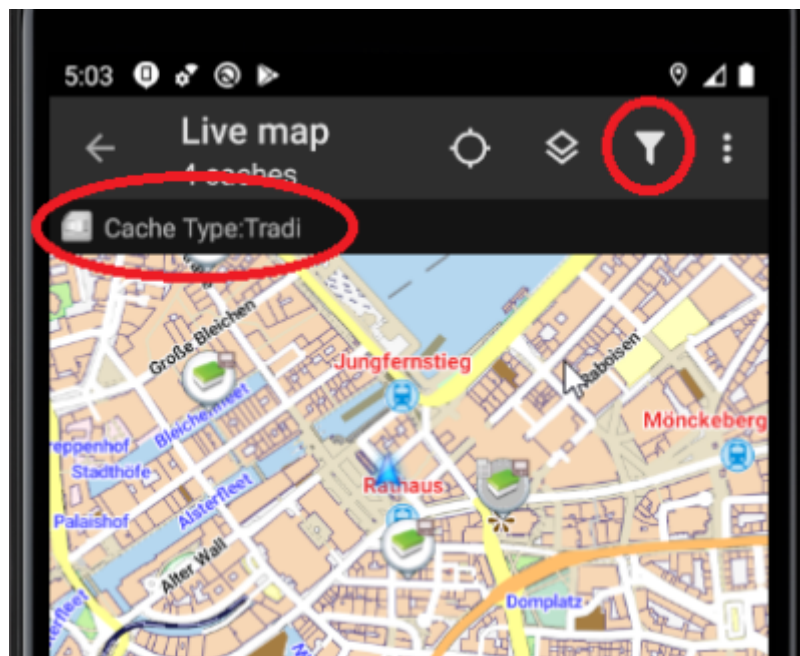 5:03
Live map
4 caches
Cache Type:Tradi
Große Bleichen
Jungfernstieg
Raboisen
Mönckeberg
Bleichenfleet
Stadthöfe
Rathaus
Alsterfleet
Palaishof
Alter Wall
Domplatz